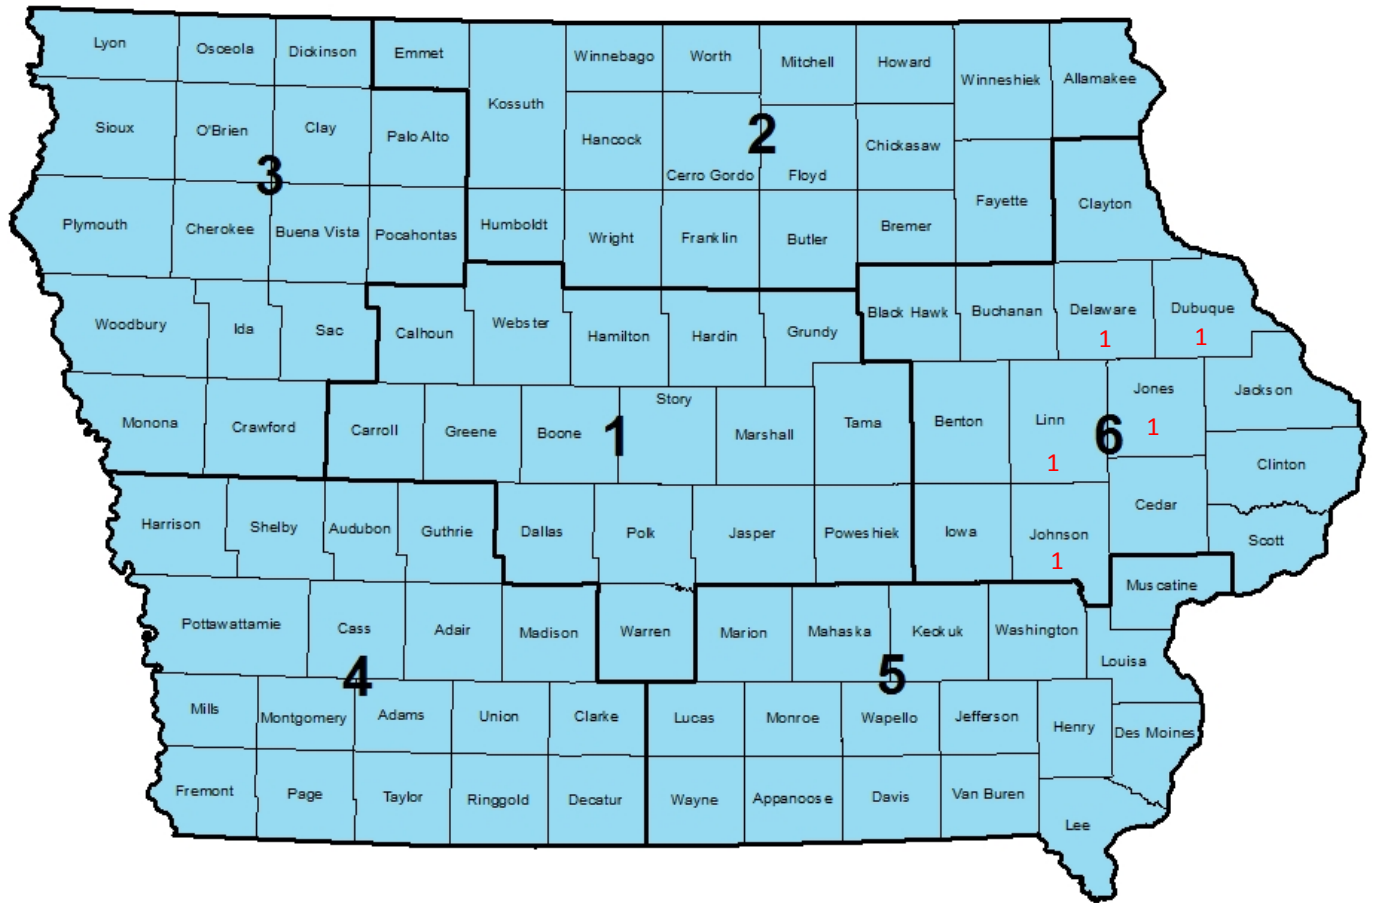 Lyon
Osceola
Dickinson
Emmet
Kossuth
Winnebago
Worth
Mitchell
Howard
Winneshiek
Allamakee
Sioux
O'Brien
Clay
Palo Alto
Hancock
Cerro Gordo
2
Floyd
Chickasaw
3
Fayette
Clayton
Plymouth
Cherokee
Buena Vista
Pocahontas
Humboldt
Wright
Franklin
Butler
Bremer
Woodbury
Ida
Sac
Calhoun
Webster
Hamilton
Hardin
Grundy
Black Hawk
Buchanan
Delaware
1
Dubuque
1
Monona
Crawford
Carroll
Greene
Boone
1
Story
Marshall
Tama
Benton
Linn
1
6
Jones
1
Jackson
Clinton
Harrison
Shelby
Audubon
Guthrie
Dallas
Polk
Jasper
Poweshiek
Iowa
Johnson
1
Cedar
Scott
Muscatine
Pottawattamie
Cass
Adair
Madison
Warren
Marion
Mahaska
Keokuk
Washington
Louisa
4
5
Mills
Montgomery
Adams
Union
Clarke
Lucas
Monroe
Wapello
Jefferson
Henry
Des Moines
Fremont
Page
Taylor
Ringgold
Decatur
Wayne
Appanoose
Davis
Van Buren
Lee